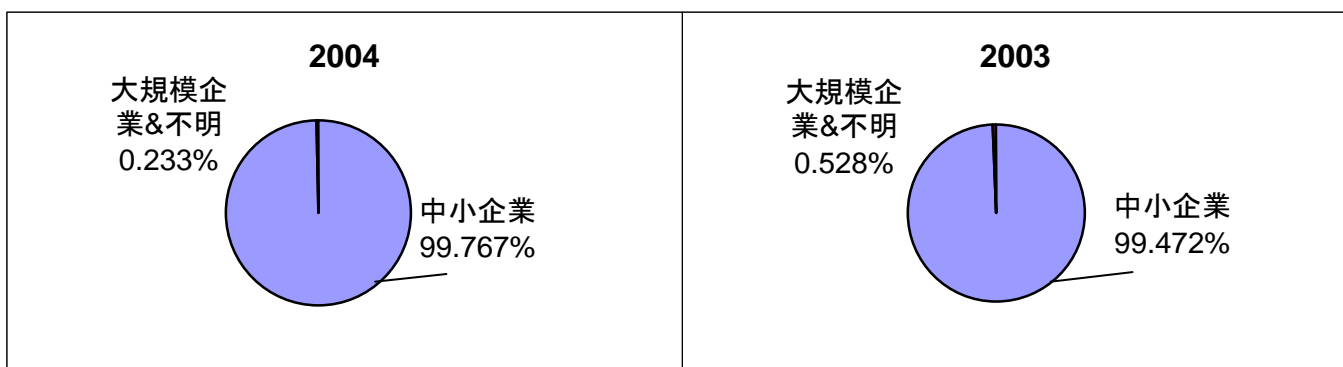 2004
大規模企
業&不明
0.233%
中小企業
99.767%
2003
大規模企
業&不明
0.528%
中小企業
99.472%